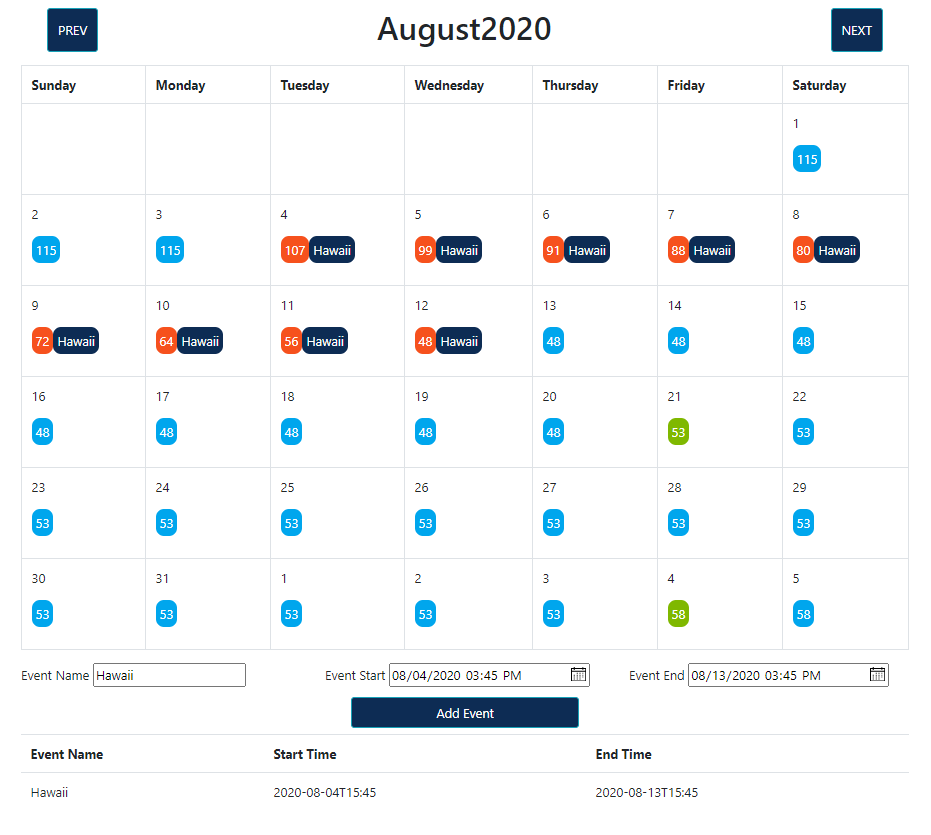 PREV August2020 NEXT
Sunday Monday Tuesday Wednesday Thursday Friday Saturday
1
115
2 3 4 5 6 7 8
115 115 107 Hawaii 99 Hawaii 91 Hawaii 88 Hawaii 80 Hawaii
9 10 11 12 13 14 15
72 Hawaii 64 Hawaii 56 Hawaii 48 Hawaii 48 48 48
16 17 18 19 20 21 22
48 48 48 48 48 53 53
23 24 25 26 27 28 29
53 53 53 53 53 53 53
30 31 1 2 3 4 5
53 53 53 53 53 58 58
Event Name Hawaii Event Start 08/04/2020 03:45 PM Event End 08/13/2020 03:45 PM
Add Event
Event Name Start Time End Time
Hawaii 2020-08-04T15:45 2020-08-13T15:45